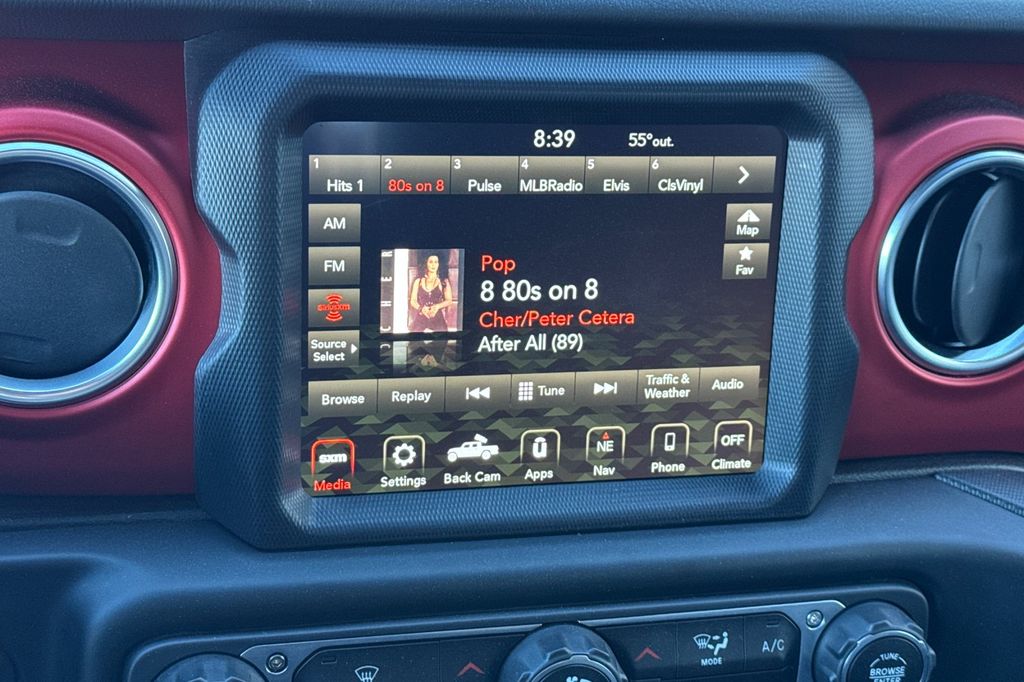 8:39 55°out.
1 2 3 4 5 6
Hits 1 80s on 8 Pulse MLBRadio Elvis ClsVinyl
AM
Map
FM
Fav
siriusxm
Source
Select
Pop
8 80s on 8
Cher/Peter Cetera
After All (89)
Browse Replay Tune Traffic &
Weather Audio
sxm NE OFF
Media Settings Back Cam Apps Nav Phone Climate
MODE A/C
TUNE
BROWSE
ENTER